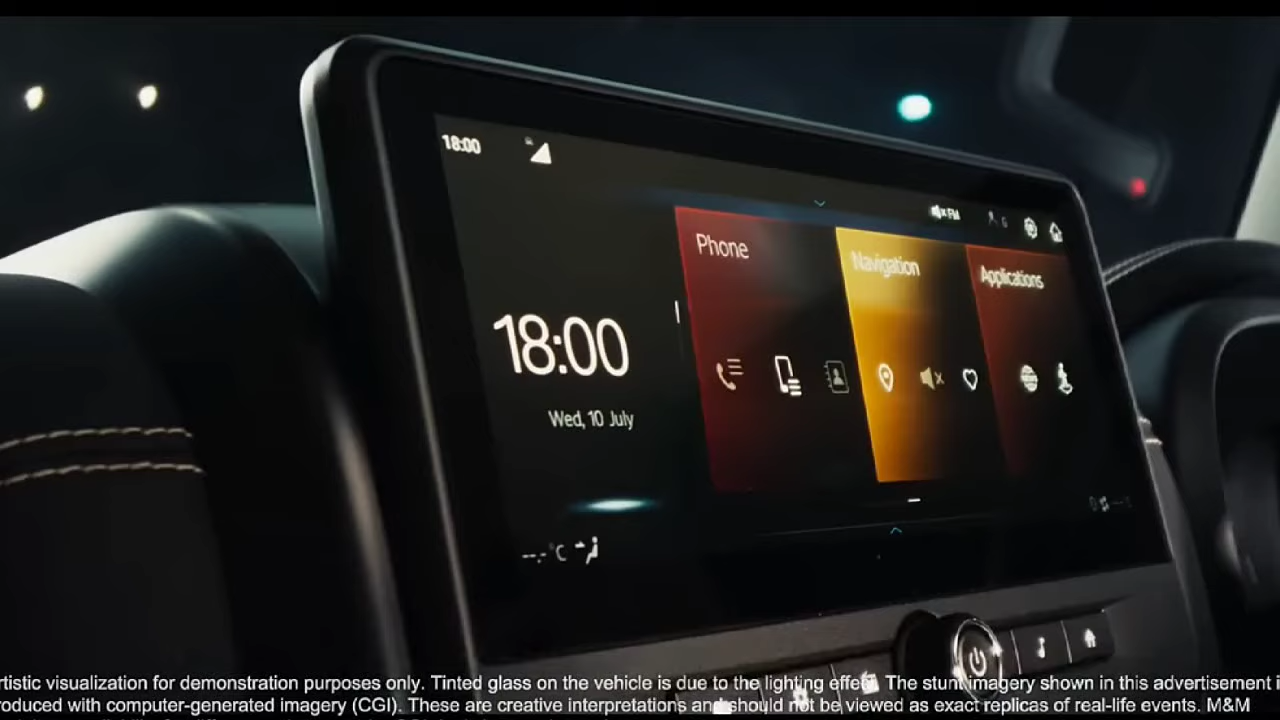 18:00
FM
G
Phone
Navigation
Applications
18:00
Wed, 10 July
--.-°C
rtistic visualization for demonstration purposes only. Tinted glass on the vehicle is due to the lighting effect. The stunt imagery shown in this advertisement i
roduced with computer-generated imagery (CGI). These are creative interpretations and should not be viewed as exact replicas of real-life events. M&M